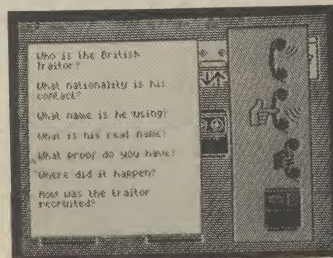 Who is the British
Traitor?
What nationality is his
contact?
What name is he using?
What is his real name?
What proof do you have?
Where did it happen?
How was the traitor
recruited?